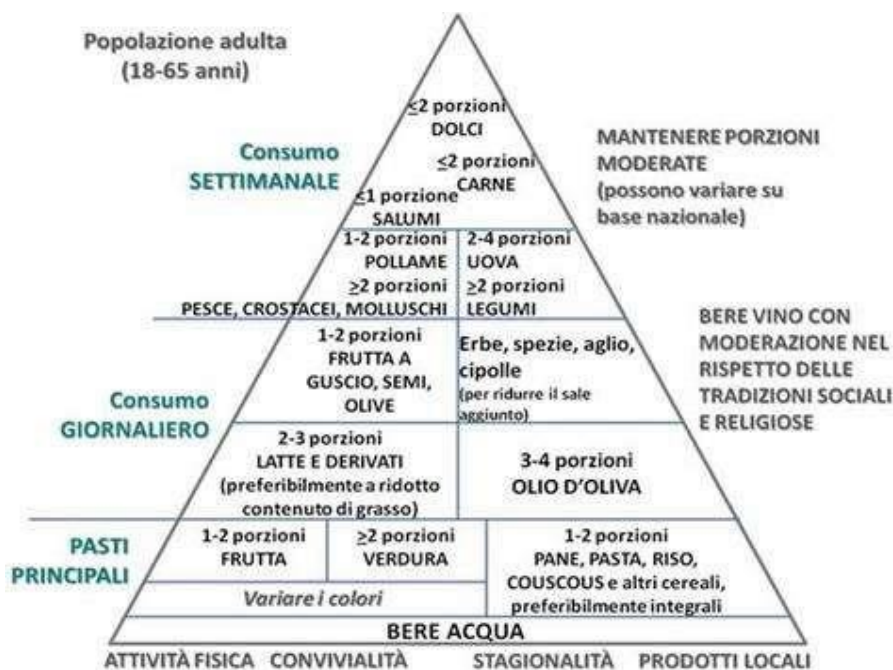 Popolazione adulta
(18-65 anni)
≤2 porzioni
DOLCI
Consumo
SETTIMANALE
≤2 porzioni
CARNE
≤1 porzione
SALUMI
MANTENERE PORZIONI
MODERATE
(possono variare su
base nazionale)
1-2 porzioni
POLLAME
≥2 porzioni
PESCE, CROSTACEI, MOLLUSCHI
2-4 porzioni
UOVA
≥2 porzioni
LEGUMI
BERE VINO CON
MODERAZIONE NEL
RISPETTO DELLE
TRADIZIONI SOCIALI
E RELIGIOSE
Consumo
GIORNALIERO
1-2 porzioni
FRUTTA A
GUSCIO, SEMI,
OLIVE
Erbe, spezie, aglio,
cipolle
(per ridurre il sale
aggiunto)
2-3 porzioni
LATTE E DERIVATI
(preferibilmente a ridotto
contenuto di grasso)
3-4 porzioni
OLIO D'OLIVA
PASTI
PRINCIPALI
1-2 porzioni
FRUTTA
≥2 porzioni
VERDURA
Variare i colori
1-2 porzioni
PANE, PASTA, RISO,
COUSCOUS e altri cereali,
preferibilmente integrali
BERE ACQUA
ATTIVITÀ FISICA CONVIVIALITÀ STAGIONALITÀ PRODOTTI LOCALI